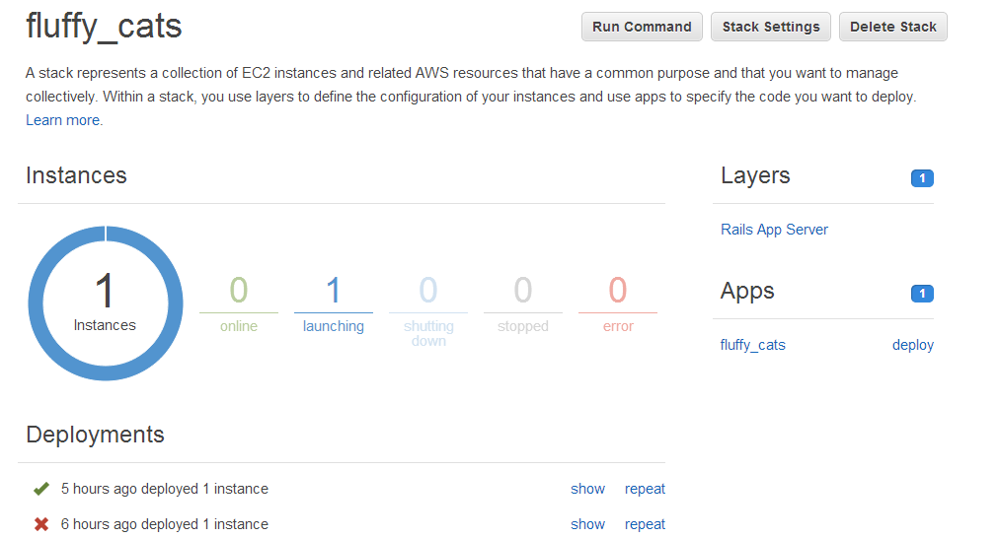 fluffy_cats
Run Command
Stack Settings
Delete Stack
A stack represents a collection of EC2 instances and related AWS resources that have a common purpose and that you want to manage
collectively. Within a stack, you use layers to define the configuration of your instances and use apps to specify the code you want to deploy.
Learn more.
Instances
1
Instances
0
online
1
launching
0
shutting
down
0
stopped
0
error
Layers
1
Rails App Server
Apps
1
fluffy_cats
deploy
Deployments
5 hours ago deployed 1 instance
show
repeat
6 hours ago deployed 1 instance
show
repeat